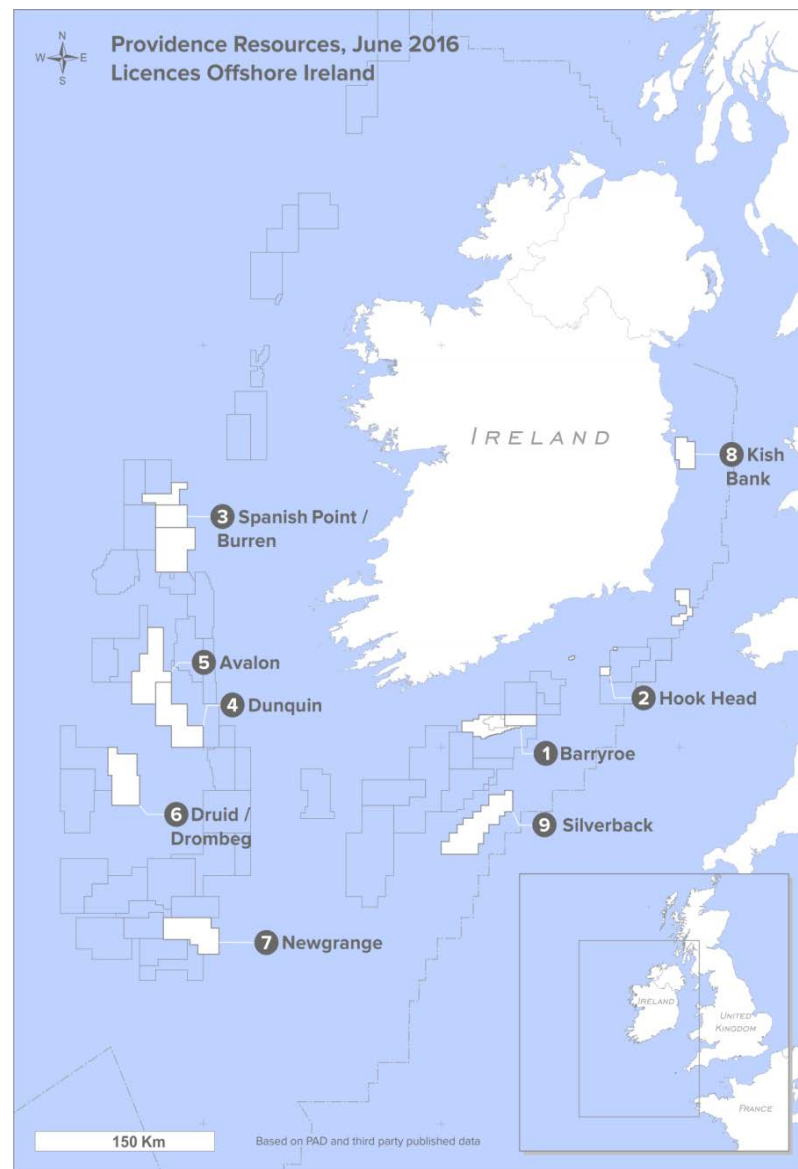 N
W E
S
Providence Resources, June 2016
Licences Offshore Ireland
IRELAND
8 Kish
Bank
3 Spanish Point /
Burren
5 Avalon
4 Dunquin
2 Hook Head
1 Barryroe
6 Druid /
Drombeg
9 Silverback
7 Newgrange
IRELAND
UNITED
KINGDOM
FRANCE
150 Km
Based on PAD and third party published data